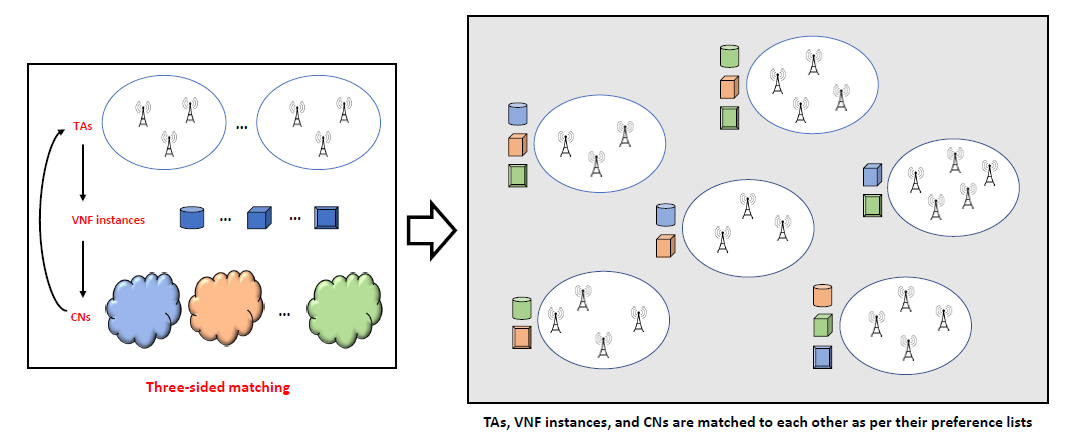 TAs
...
VNF instances
...
...
CNs
...
Three-sided matching
TAs, VNF instances, and CNs are matched to each other as per their preference lists